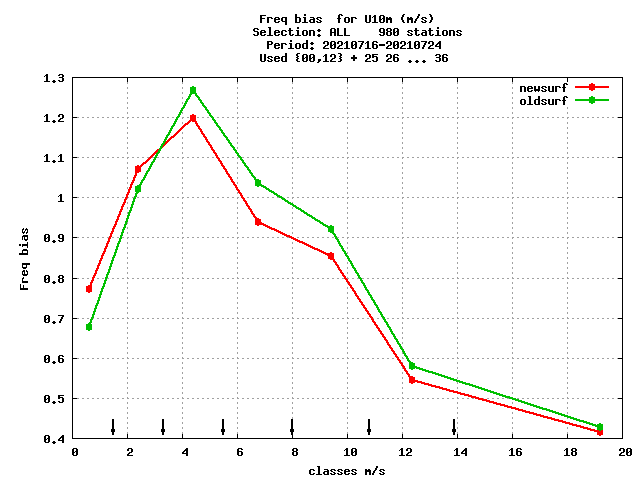 Freq bias  for U10m (m/s)
Selection: ALL    980 stations
Period: 20210716-20210724
Used {00,12} + 25 26 ... 36
newsurf
oldsurf
1.3
1.2
1.1
1
0.9
0.8
0.7
0.6
0.5
0.4
Freq bias
0 2 4 6 8 10 12 14 16 18 20
classes m/s